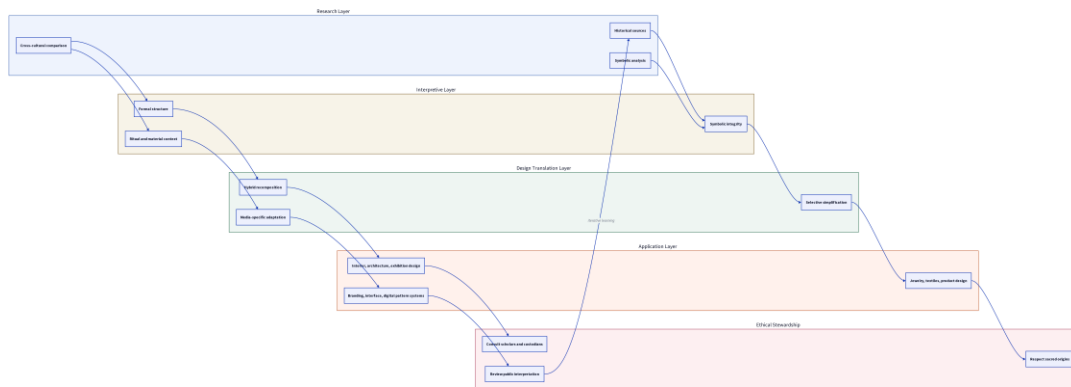 Research Layer
Historical sources
Cross-cultural comparison
Symbolic analysis
Interpretive Layer
Formal structure
Symbolic integrity
Ritual and material context
Design Translation Layer
Hybrid recomposition
Selective simplification
Media-specific adaptation
Application Layer
Interior, architecture, exhibition design
Jewelry, textiles, product design
Branding, interface, digital pattern systems
Ethical Stewardship
Consult scholars and custodians
Respect sacred origins
Review public interpretation